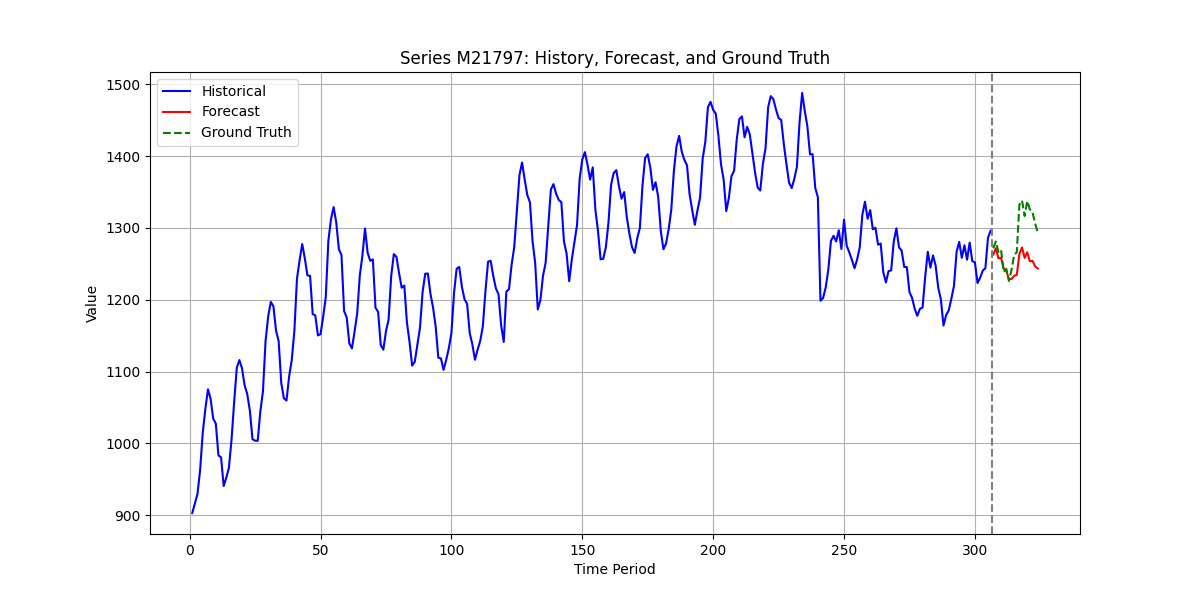 Series M21797: History, Forecast, and Ground Truth
Historical
Forecast
Ground Truth
1500
1400
1300
1200
1100
1000
900
Value
0 50 100 150 200 250 300
Time Period